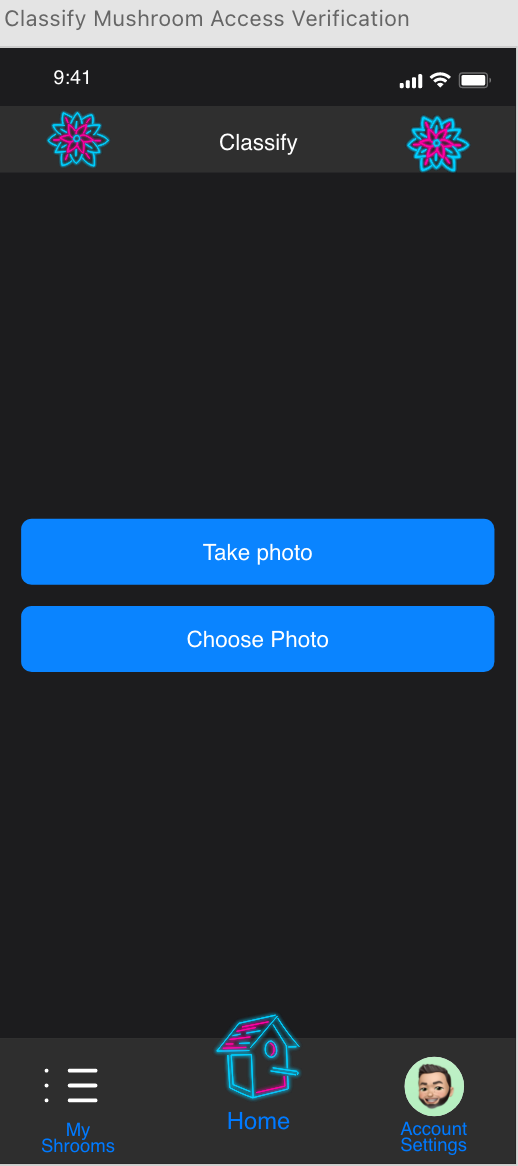 Classify Mushroom Access Verification
9:41
Classify
Take photo
Choose Photo
My
Shrooms
Home
Account
Settings